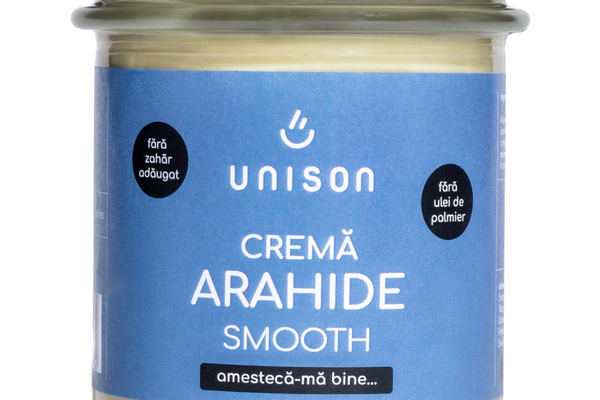 fără
zahăr
adăugat
UNISON
fără
ulei de
palmier
CREMĂ
ARAHIDE
SMOOTH
amestecă-mă bine...